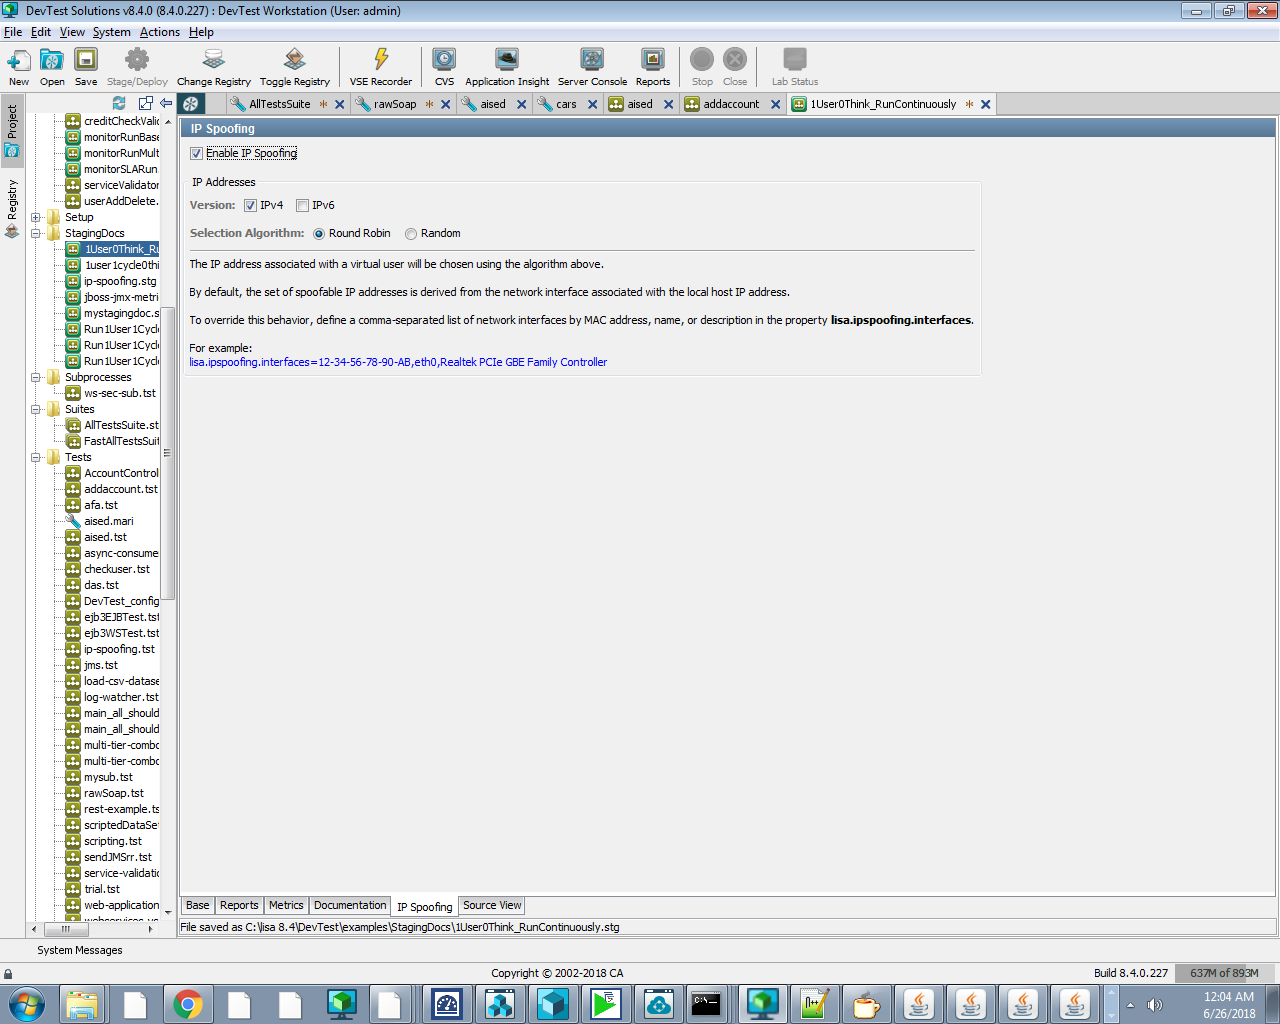 DevTest Solutions v8.4.0 (8.4.0.227) : DevTest Workstation (User: admin)
File Edit View System Actions Help
New Open Save Stage/Deploy Change Registry Toggle Registry VSE Recorder CVS Application Insight Server Console Reports Stop Close Lab Status
AllTestsSuite rawSoap aised cars aised addaccount 1User0Think_RunContinuously
Project
Registry
creditCheckValid
monitorRunBase
monitorRunMult
monitorSLARun
serviceValidator
userAddDelete.
Setup
StagingDocs
1User0Think_Ru
1user1cycle0thi
ip-spoofing.stg
jboss-jmx-metri
mystagingdoc.s
Run1User1Cycl
Run1User1Cycl
Run1User1Cycl
Subprocesses
ws-sec-sub.tst
Suites
AllTestsSuite.st
FastAllTestsSuit
Tests
AccountControl
addaccount.tst
afa.tst
aised.mari
aised.tst
async-consume
checkuser.tst
das.tst
DevTest_config
ejb3EJBTest.tst
ejb3WSTest.tst
ip-spoofing.tst
jms.tst
load-csv-datase
log-watcher.tst
main_all_should
main_all_should
multi-tier-combo
multi-tier-combo
mysub.tst
rawSoap.tst
rest-example.ts
scriptedDataSe
scripting.tst
sendJMSrr.tst
service-validatio
trial.tst
web-application
IP Spoofing
Enable IP Spoofing
IP Addresses
Version: IPv4 IPv6
Selection Algorithm: Round Robin Random
The IP address associated with a virtual user will be chosen using the algorithm above.
By default, the set of spoofable IP addresses is derived from the network interface associated with the local host IP address.
To override this behavior, define a comma-separated list of network interfaces by MAC address, name, or description in the property lisa.ipspoofing.interfaces.
For example:
lisa.ipspoofing.interfaces=12-34-56-78-90-AB,eth0,Realtek PCIe GBE Family Controller
Base Reports Metrics Documentation IP Spoofing Source View
File saved as C:\lisa 8.4\DevTest\examples\StagingDocs\1User0Think_RunContinuously.stg
System Messages
Copyright © 2002-2018 CA
Build 8.4.0.227
637M of 893M
C:\
12:04 AM
6/26/2018